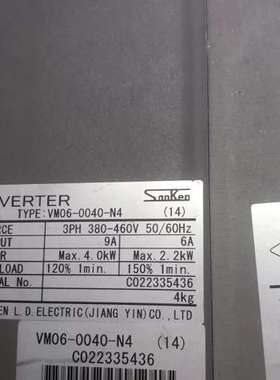 VERTER SanKen
TYPE: VM06-0040-N4 (14)
RCE 3PH 380-460V 50/60Hz
PUT 9A 6A
R Max. 4.0kW Max. 2.2kW
LOAD 120% 1min. 150% 1min.
AL No. C022335436
4kg
EN L.D.ELECTRIC(JIANG YIN)CO.,LTD
VM06-0040-N4 (14)
C022335436